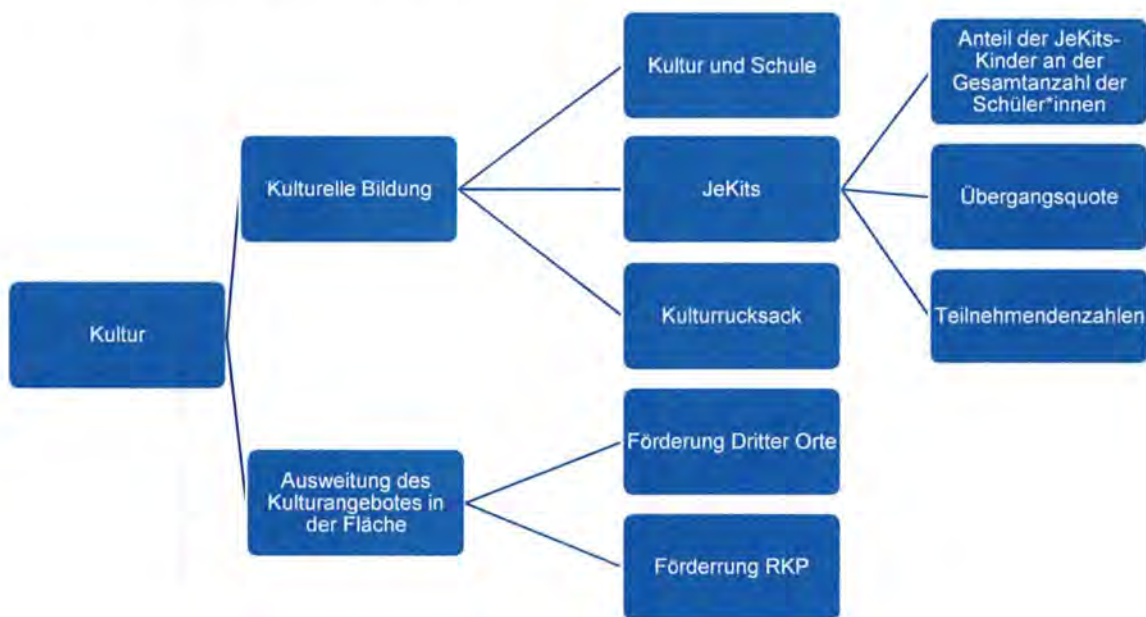 Kultur
Kulturelle Bildung
Ausweitung des
Kulturangebotes in
der Fläche
Kultur und Schule
JeKits
Kulturrucksack
Förderung Dritter Orte
Förderrung RKP
Anteil der JeKits-
Kinder an der
Gesamtanzahl der
Schüler*innen
Übergangsquote
Teilnehmendenzahlen